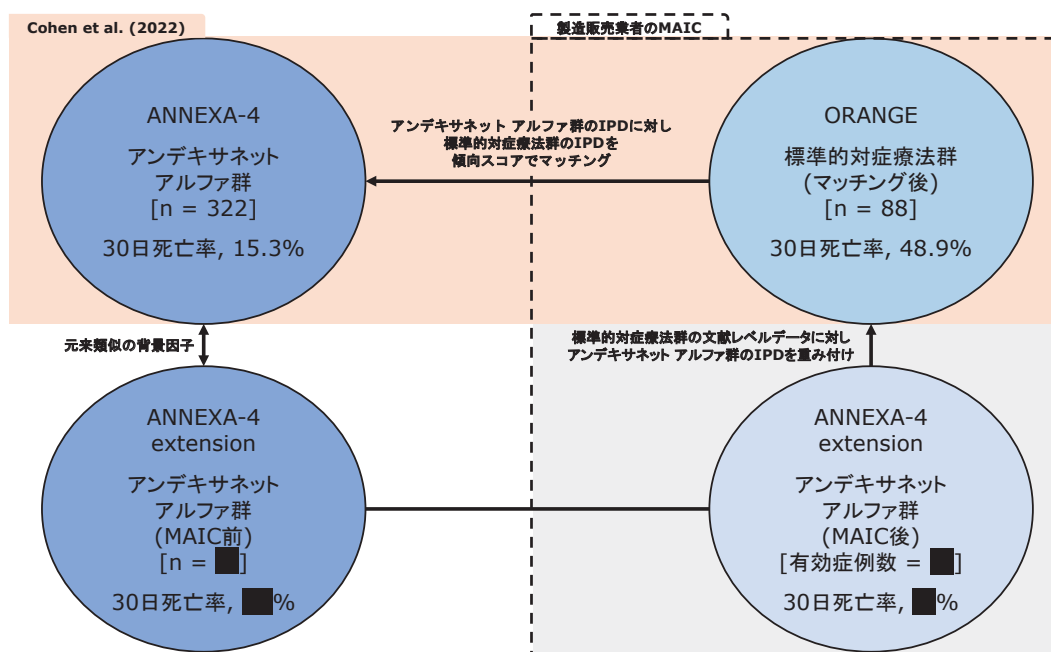 Cohen et al. (2022)
製造販売業者のMAIC
ANNEXA-4
アンデキサネット
アルファ群
[n = 322]
30日死亡率, 15.3%
アンデキサネット アルファ群のIPDに対し
標準的対症療法群のIPDを
傾向スコアでマッチング
ORANGE
標準的対症療法群
(マッチング後)
[n = 88]
30日死亡率, 48.9%
元来類似の背景因子
標準的対症療法群の文献レベルデータに対し
アンデキサネット アルファ群のIPDを重み付け
ANNEXA-4
extension
アンデキサネット
アルファ群
(MAIC前)
[n = ]
30日死亡率, %
ANNEXA-4
extension
アンデキサネット
アルファ群
(MAIC後)
[有効症例数 = ]
30日死亡率, %